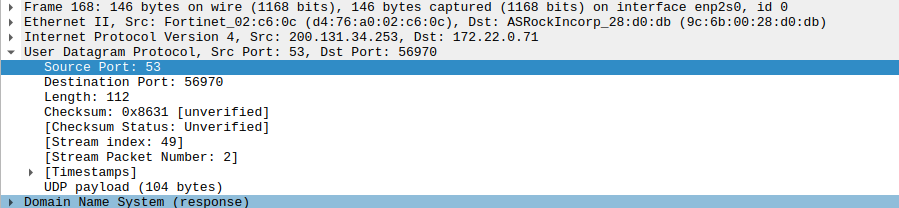 Frame 168: 146 bytes on wire (1168 bits), 146 bytes captured (1168 bits) on interface enp2s0, id 0
Ethernet II, Src: Fortinet_02:c6:0c (d4:76:a0:02:c6:0c), Dst: ASRockIncorp_28:d0:db (9c:6b:00:28:d0:db)
Internet Protocol Version 4, Src: 200.131.34.253, Dst: 172.22.0.71
User Datagram Protocol, Src Port: 53, Dst Port: 56970
Source Port: 53
Destination Port: 56970
Length: 112
Checksum: 0x8631 [unverified]
[Checksum Status: Unverified]
[Stream index: 49]
[Stream Packet Number: 2]
[Timestamps]
UDP payload (104 bytes)
Domain Name System (response)